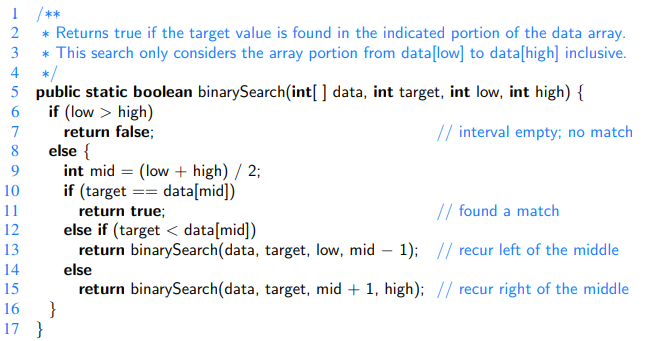 1 /**
2 * Returns true if the target value is found in the indicated portion of the data array.
3 * This search only considers the array portion from data[low] to data[high] inclusive.
4 */
5 public static boolean binarySearch(int[ ] data, int target, int low, int high) {
6 if (low > high)
7 return false; // interval empty; no match
8 else {
9 int mid = (low + high) / 2;
10 if (target == data[mid])
11 return true; // found a match
12 else if (target < data[mid])
13 return binarySearch(data, target, low, mid − 1); // recur left of the middle
14 else
15 return binarySearch(data, target, mid + 1, high); // recur right of the middle
16 }
17 }